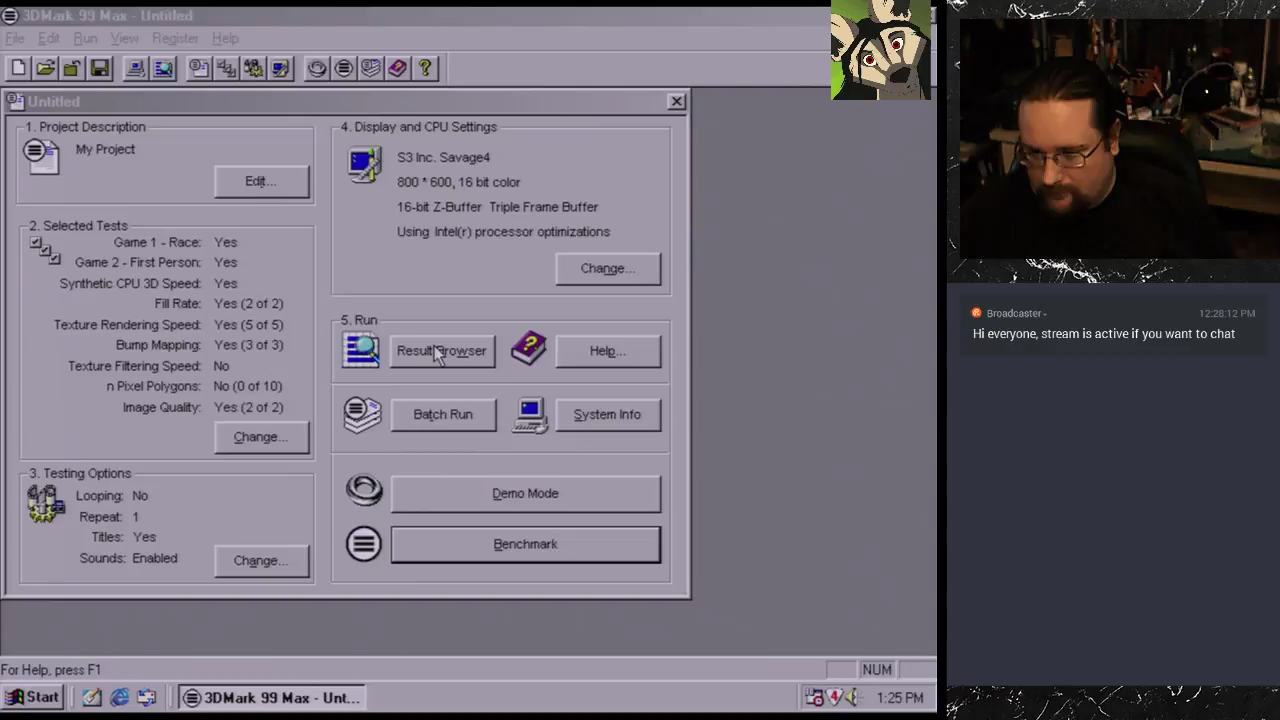 3DMark 99 Max - Untitled
File Edit Run View Register Help
Untitled
1. Project Description
My Project
Edit...
2. Selected Tests
Game 1 - Race: Yes
Game 2 - First Person: Yes
Synthetic CPU 3D Speed: Yes
Fill Rate: Yes (2 of 2)
Texture Rendering Speed: Yes (5 of 5)
Bump Mapping: Yes (3 of 3)
Texture Filtering Speed: No
n Pixel Polygons: No (0 of 10)
Image Quality: Yes (2 of 2)
Change...
3. Testing Options
Looping: No
Repeat: 1
Titles: Yes
Sounds: Enabled
Change...
4. Display and CPU Settings
S3 Inc. Savage4
800 * 600, 16 bit color
16-bit Z-Buffer Triple Frame Buffer
Using Intel(r) processor optimizations
Change...
5. Run
Result Browser
Help...
Batch Run
System Info
Demo Mode
Benchmark
For Help, press F1
NUM
Start
3DMark 99 Max - Unt...
4
1:25 PM
Broadcaster
12:28:12 PM
Hi everyone, stream is active if you want to chat